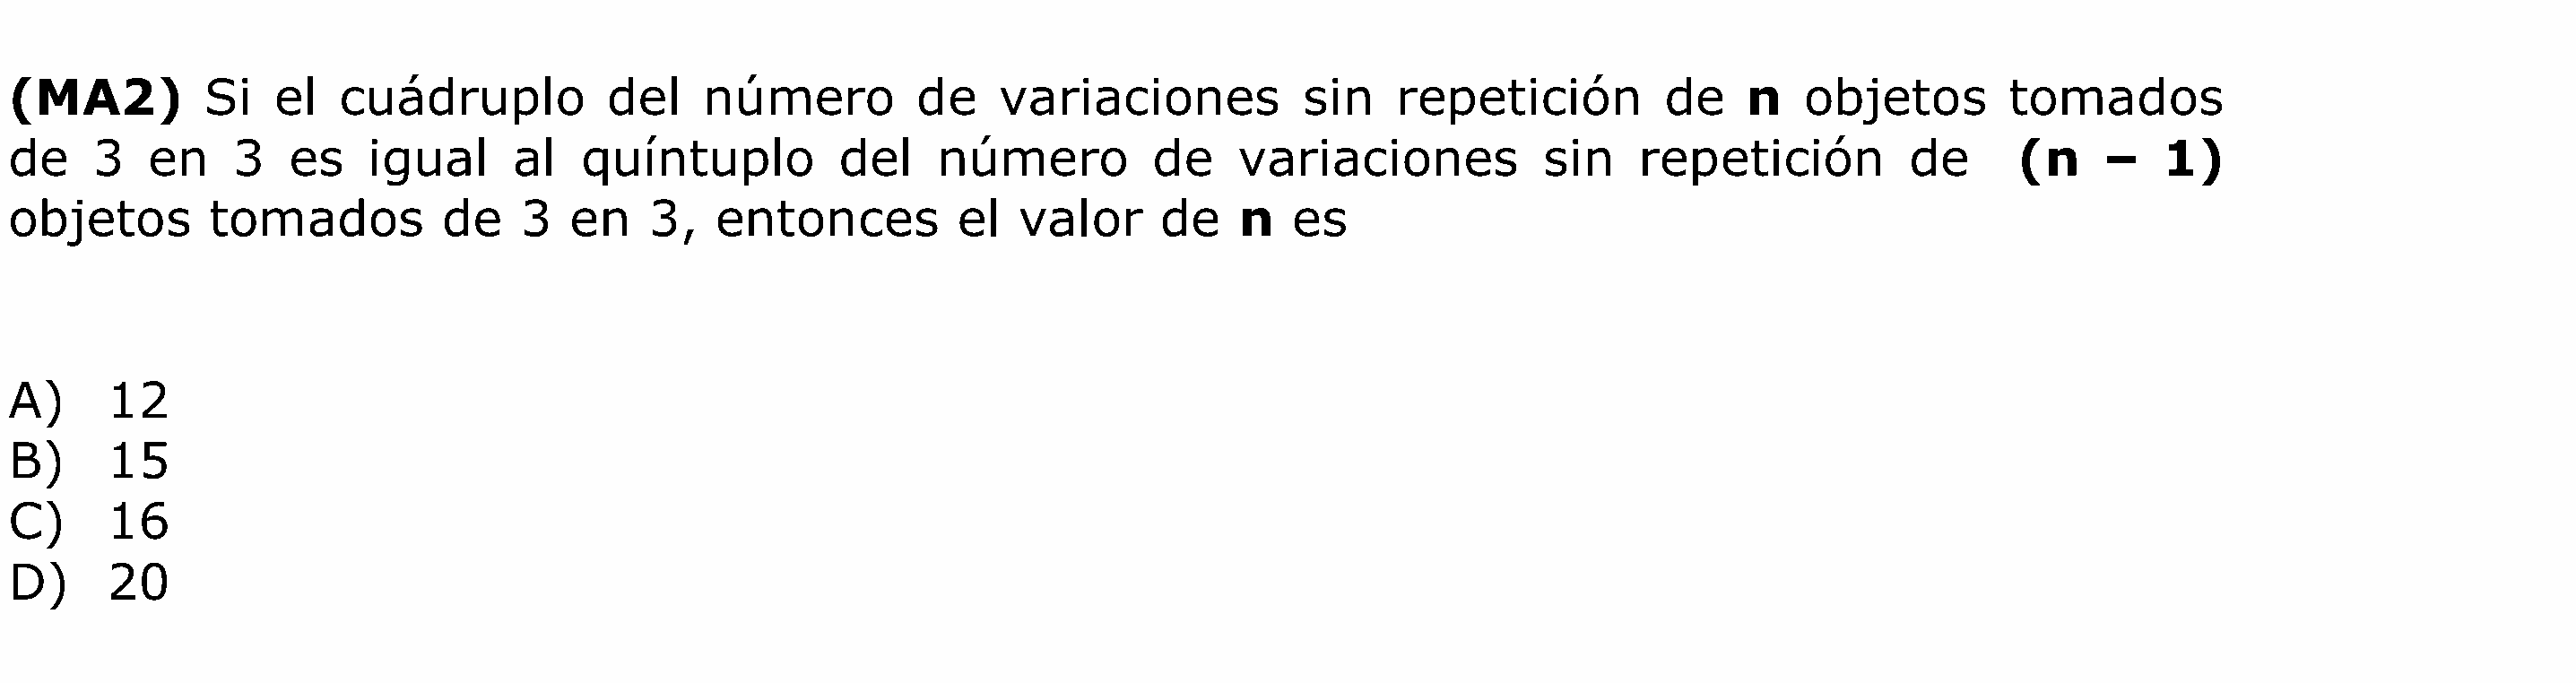 (MA2) Si el cuádruplo del número de variaciones sin repetición de n objetos tomados
de 3 en 3 es igual al quíntuplo del número de variaciones sin repetición de (n – 1)
objetos tomados de 3 en 3, entonces el valor de n es
A) 12
B) 15
C) 16
D) 20